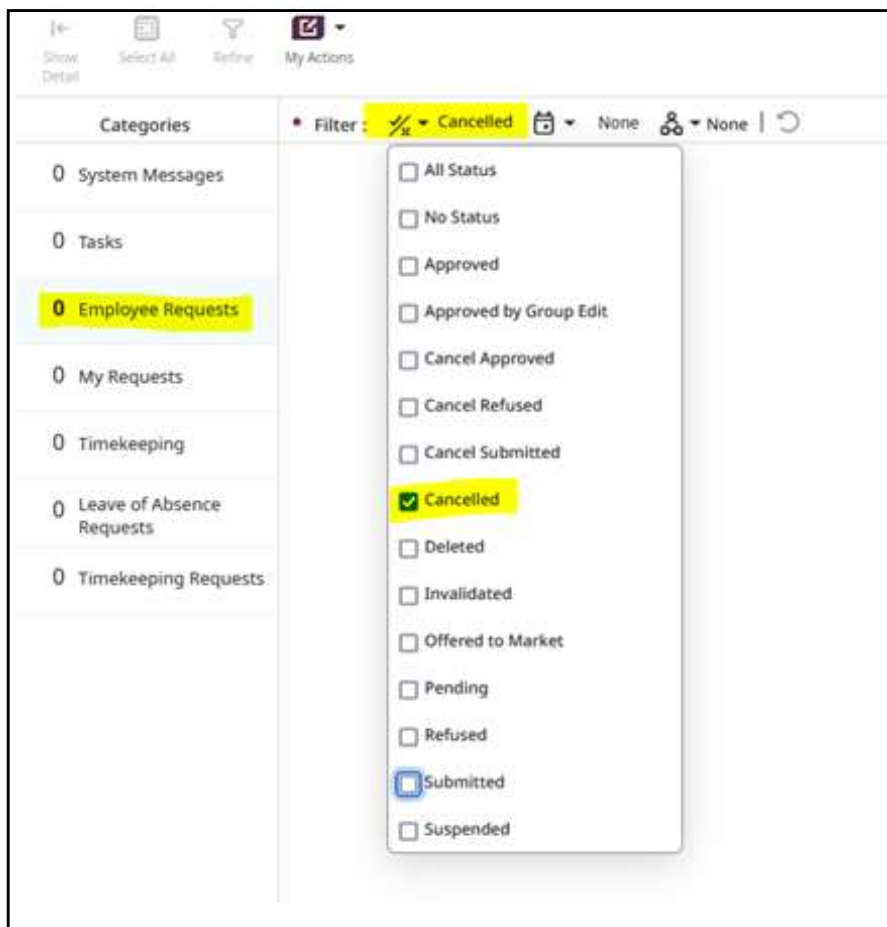 Show
Detail
Select All
Refine
My Actions
Categories
Filter : Cancelled None None
0 System Messages
0 Tasks
0 Employee Requests
0 My Requests
0 Timekeeping
0 Leave of Absence
Requests
0 Timekeeping Requests
All Status
No Status
Approved
Approved by Group Edit
Cancel Approved
Cancel Refused
Cancel Submitted
Cancelled
Deleted
Invalidated
Offered to Market
Pending
Refused
Submitted
Suspended